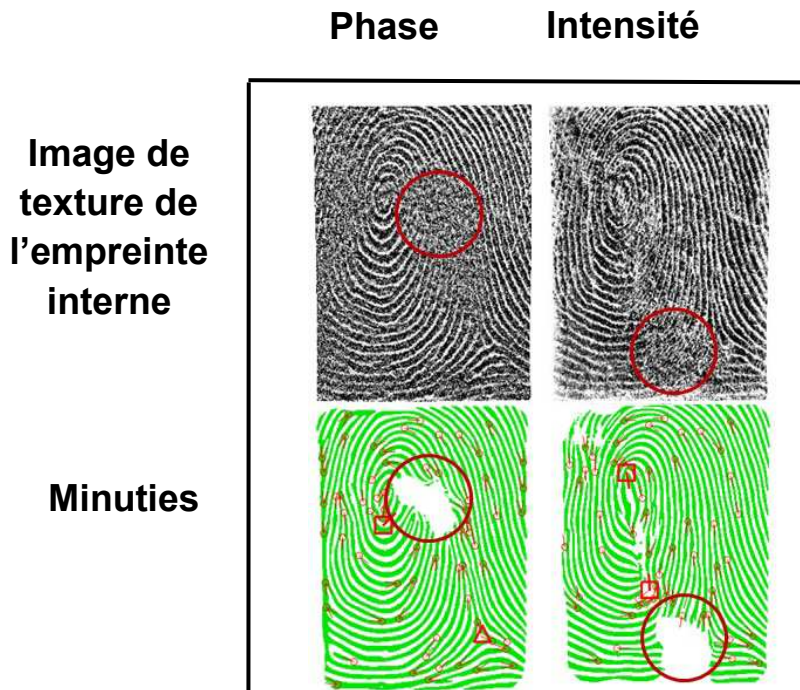 Phase Intensité
Image de
texture de
l’empreinte
interne
Minuties